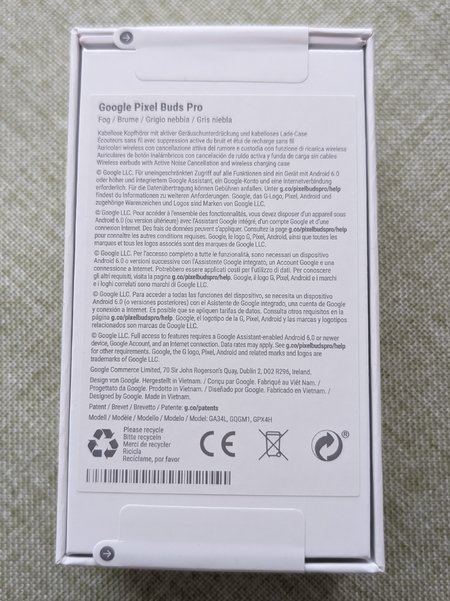 Google Pixel Buds Pro
Fog / Brume / Grigio nebbia / Gris niebla
Kabellose Kopfhörer mit aktiver Geräuschunterdrückung und kabelloses Lade-Case
Écouteurs sans fil avec suppression active du bruit et étui de recharge sans fil
Auricolari wireless con cancellazione attiva del rumore e custodia con funzione di ricarica wireless
Auriculares de botón inalámbricos con cancelación de ruido activa y funda de carga sin cables
Wireless earbuds with Active Noise Cancellation and wireless charging case
© Google LLC. Für uneingeschränkten Zugriff auf alle Funktionen sind ein Gerät mit Android 6.0
oder höher und integriertem Google Assistant, ein Google-Konto und eine Internetverbindung
erforderlich. Für die Datenübertragung können Gebühren anfallen. Unter g.co/pixelbudspro/help
findest du Informationen zu weiteren Anforderungen. Google, das G-Logo, Pixel, Android und
zugehörige Warenzeichen und Logos sind Marken von Google LLC.
© Google LLC. Pour accéder à l'ensemble des fonctionnalités, vous devez disposer d'un appareil sous
Android 6.0 (ou version ultérieure) avec l'Assistant Google intégré, d'un compte Google et d'une
connexion Internet. Des frais de données peuvent s'appliquer. Consultez la page g.co/pixelbudspro/help
pour connaître les autres conditions requises. Google, le logo G, Pixel, Android, ainsi que toutes les
marques et tous les logos associés sont des marques de Google LLC.
© Google LLC. Per l'accesso completo a tutte le funzionalità, sono necessari un dispositivo
Android 6.0 o versioni successive con l'Assistente Google integrato, un Account Google e una
connessione a Internet. Potrebbero essere applicati costi per l'utilizzo di dati. Per conoscere
gli altri requisiti, visita la pagina g.co/pixelbudspro/help. Google, il logo G, Pixel, Android e i marchi
e i loghi correlati sono marchi di Google LLC.
© Google LLC. Para acceder a todas las funciones del dispositivo, se necesita un dispositivo
Android 6.0 (o versiones posteriores) con el Asistente de Google integrado, una cuenta de Google
y conexión a Internet. Es posible que se apliquen tarifas de datos. Consulta otros requisitos en la
página g.co/pixelbudspro/help. Google, el logotipo de la G, Pixel, Android y las marcas y logotipos
relacionados son marcas de Google LLC.
© Google LLC. Full access to features requires a Google Assistant-enabled Android 6.0 or newer
device, Google Account, and an Internet connection. Data rates may apply. See g.co/pixelbudspro/help
for other requirements. Google, the G logo, Pixel, Android and related marks and logos are
trademarks of Google LLC.
Google Commerce Limited, 70 Sir John Rogerson's Quay, Dublin 2, D02 R296, Ireland.
Design von Google. Hergestellt in Vietnam. / Conçu par Google. Fabriqué au Viêt Nam. /
Progettato da Google. Prodotto in Vietnam. / Diseñado por Google. Fabricado en Vietnam. /
Designed by Google. Made in Vietnam.
Patent / Brevet / Brevetto / Patente: g.co/patents
Modell / Modèle / Modello / Modelo / Model: GA34L, GQGM1, GPX4H
Please recycle
Bitte recyceln
Merci de recycler
Ricicla
Reciclame, por favor
CE
®